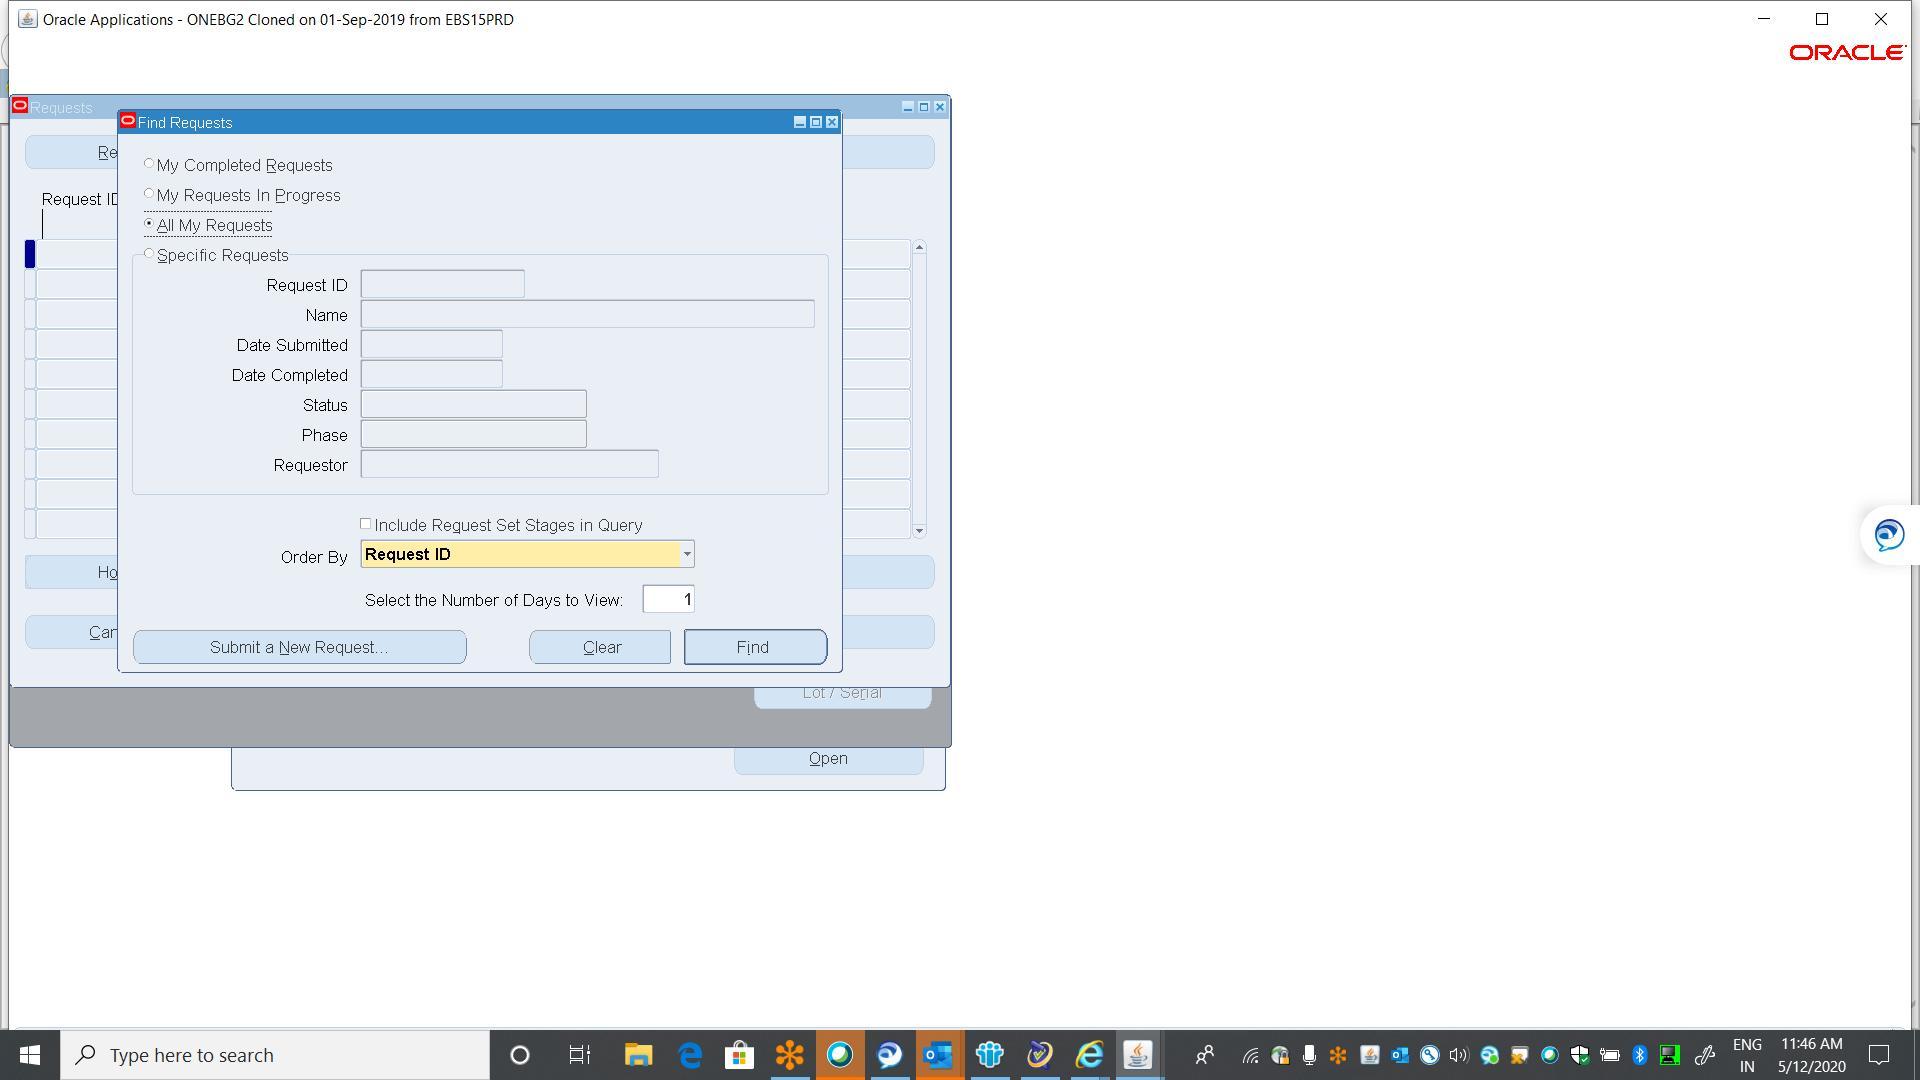 Oracle Applications - ONEBG2 Cloned on 01-Sep-2019 from EBS15PRD
ORACLE
Requests
Find Requests
Re
My Completed Requests
My Requests In Progress
Request ID
All My Requests
Specific Requests
Request ID
Name
Date Submitted
Date Completed
Status
Phase
Requestor
Include Request Set Stages in Query
Order By Request ID
Ho
Select the Number of Days to View: 1
Can
Submit a New Request... Clear Find
Lot / Serial
Open
Type here to search
ENG
IN
11:46 AM
5/12/2020